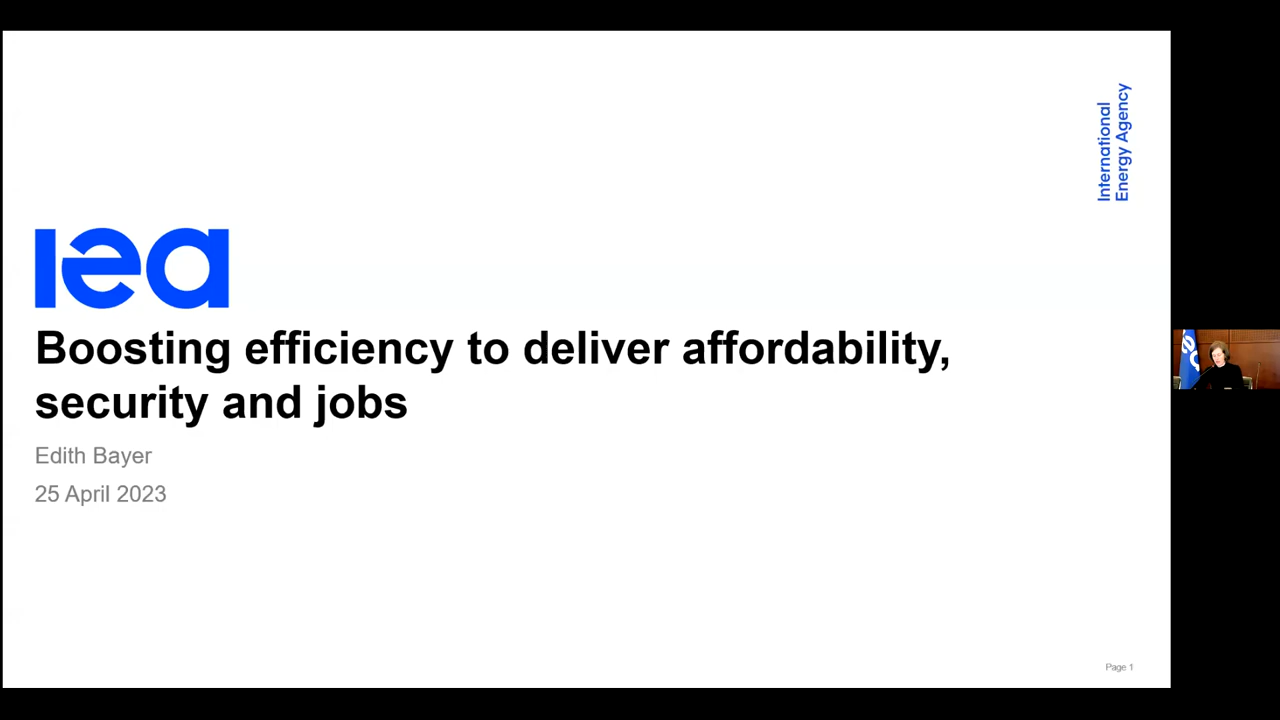 International
Energy Agency
iea
Boosting efficiency to deliver affordability,
security and jobs
Edith Bayer
25 April 2023
Page 1